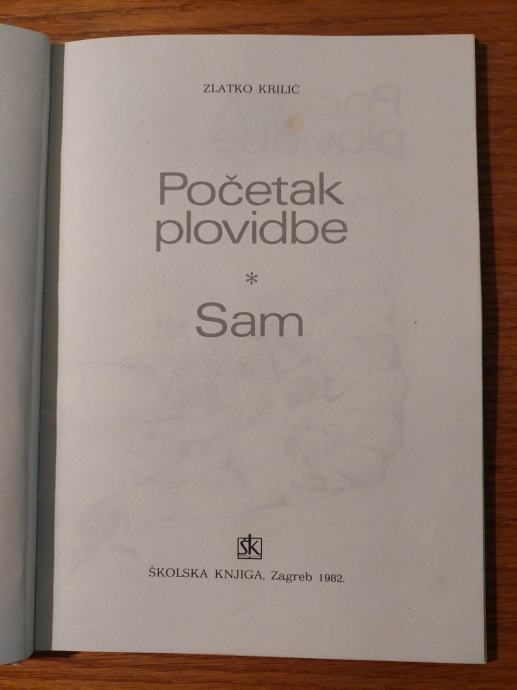 ZLATKO KRILIĆ
Početak
plovidbe
*
Sam
šk
ŠKOLSKA KNJIGA, Zagreb 1982.